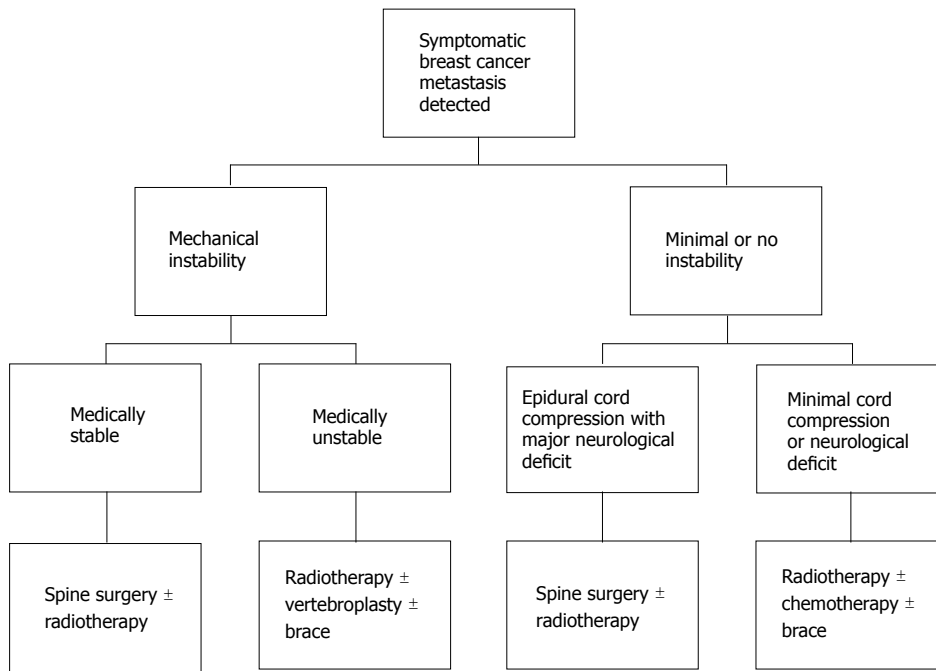 Symptomatic
breast cancer
metastasis
detected
Mechanical
instability
Minimal or no
instability
Medically
stable
Medically
unstable
Epidural cord
compression with
major neurological
deficit
Minimal cord
compression
or neurological
deficit
Spine surgery ±
radiotherapy
Radiotherapy ±
vertebroplasty ±
brace
Spine surgery ±
radiotherapy
Radiotherapy ±
chemotherapy ±
brace